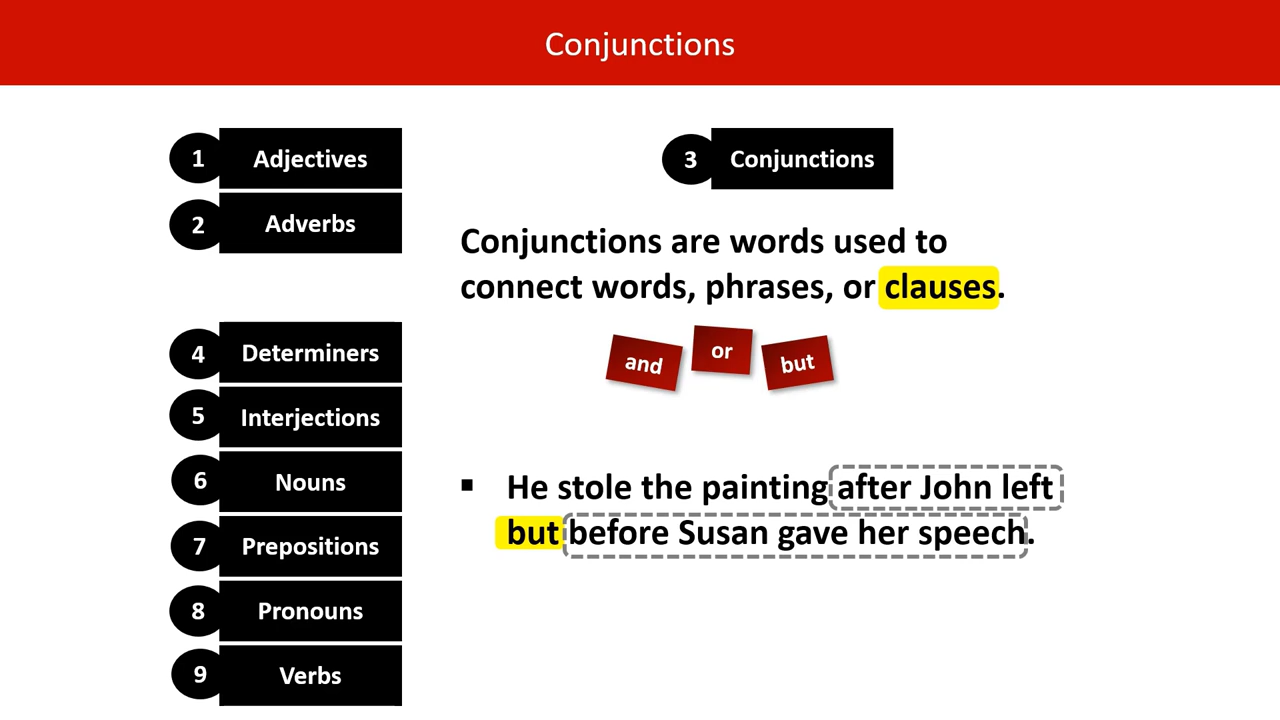 Conjunctions
1 Adjectives
2 Adverbs
4 Determiners
5 Interjections
6 Nouns
7 Prepositions
8 Pronouns
9 Verbs
3 Conjunctions
Conjunctions are words used to
connect words, phrases, or clauses.
and or but
▪ He stole the painting after John left
but before Susan gave her speech.